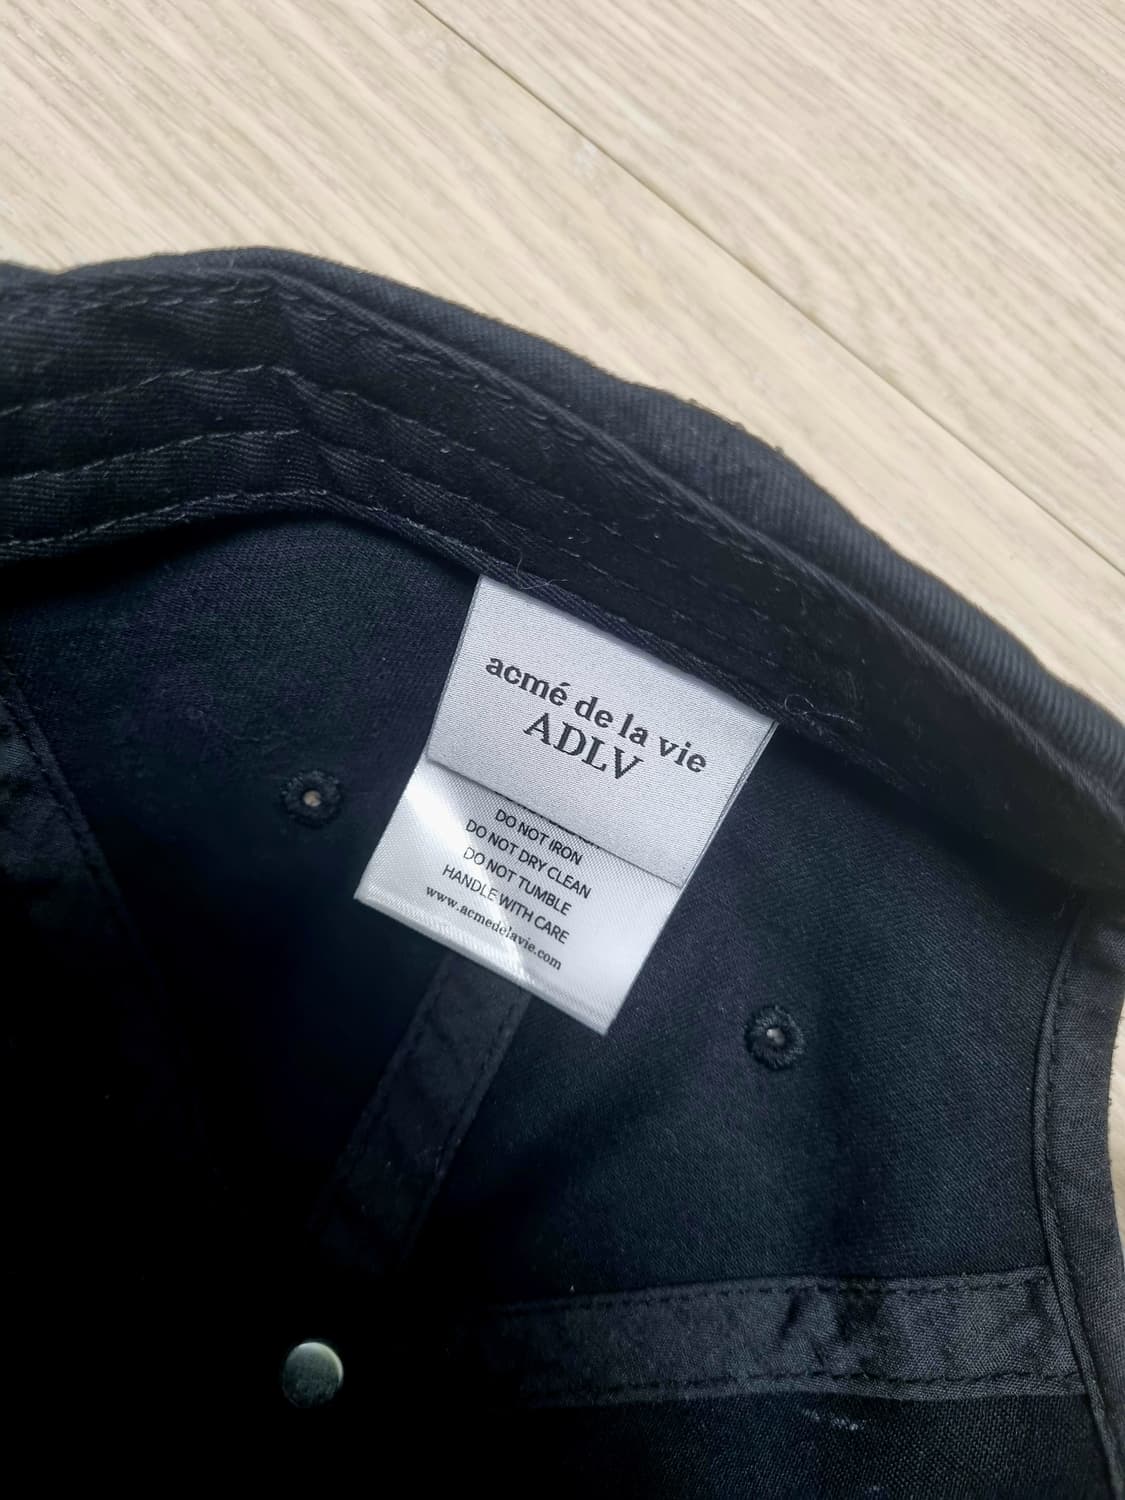 acmé de la vie
ADLV
DO NOT IRON
DO NOT DRY CLEAN
DO NOT TUMBLE
HANDLE WITH CARE
www.acmedelavie.com